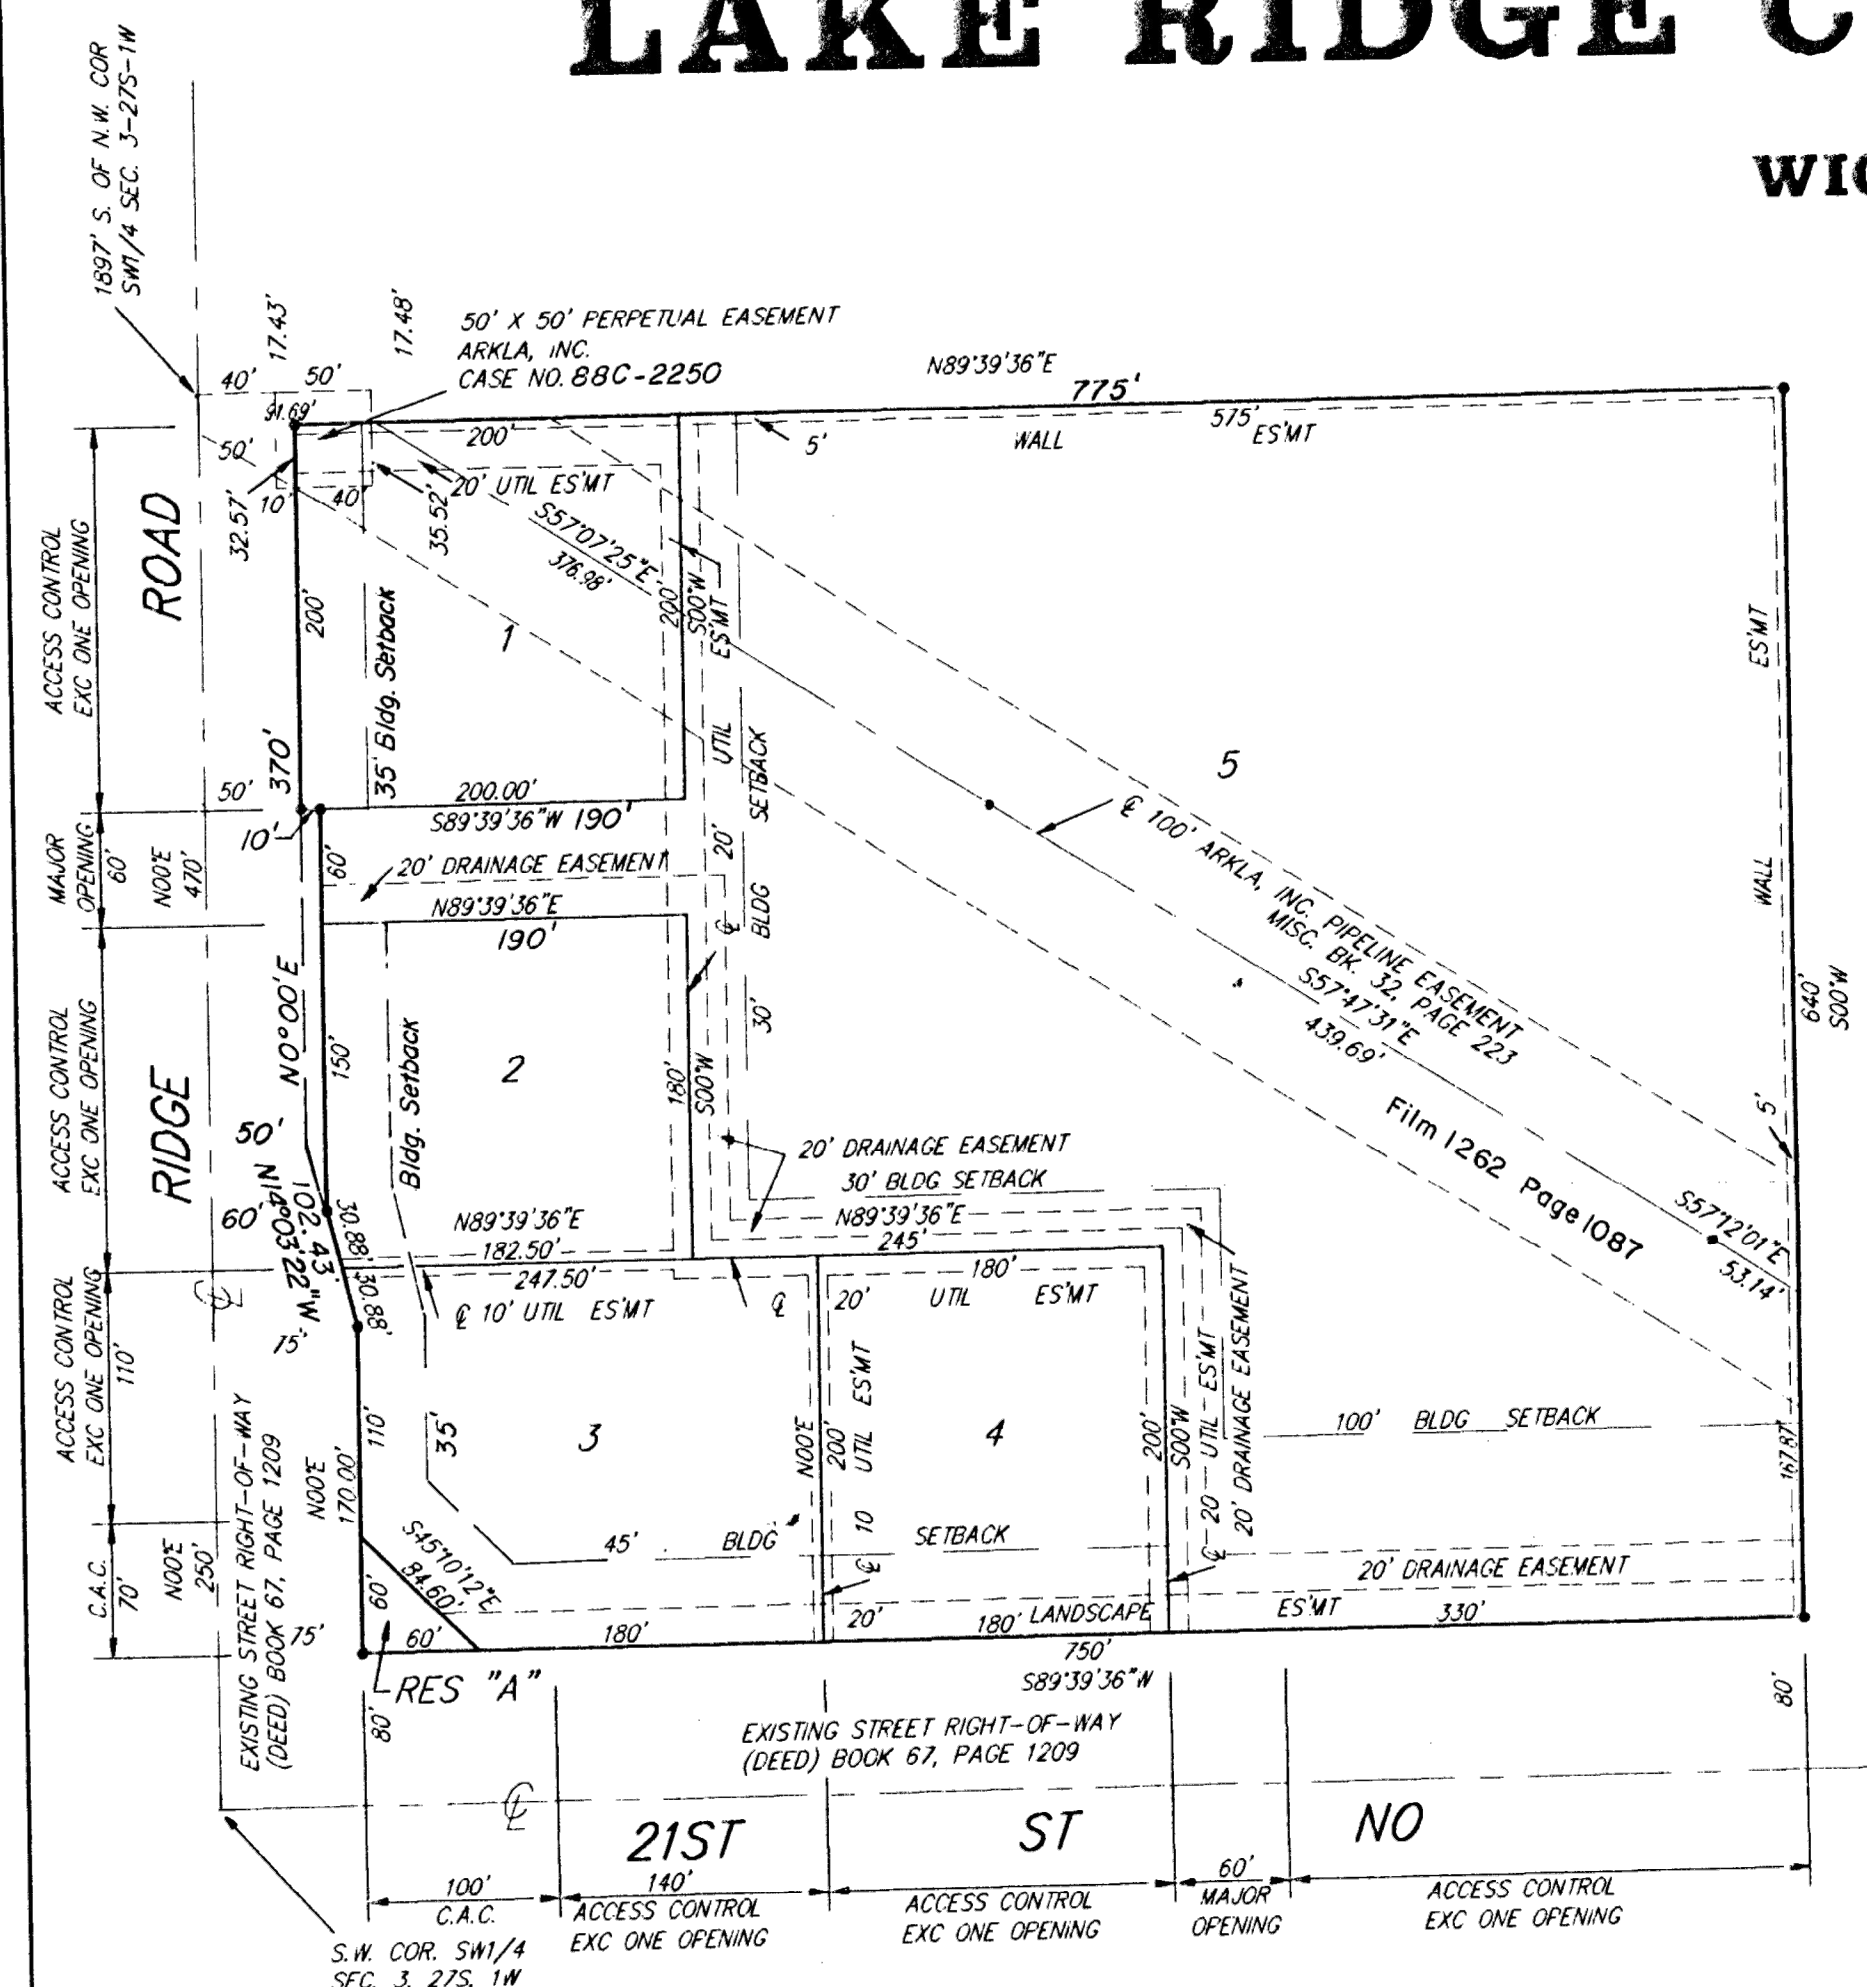 LAKE RIDGE C
WIC
1897' S. OF N.W. COR
SW1/4 SEC. 3-27S-1W
17.43'
17.48'
50' X 50' PERPETUAL EASEMENT
ARKLA, INC.
CASE NO. 88C-2250
N89°39'36"E
775'
40'
50'
91.69'
200'
5'
WALL
575'
ES'MT
50'
10'
40'
32.57'
35.52'
20' UTIL ES'MT
S57°07'25"E
376.98'
ACCESS CONTROL
EXC ONE OPENING
ROAD
200'
35' Bldg. Setback
1
200'
S00°W
ES'MT
UTIL
20'
SETBACK
BLDG
30'
ES'MT
WALL
5'
5
370'
50'
200.00'
S89°39'36"W 190'
10'
MAJOR
OPENING
60'
N00°E
470'
60'
20' DRAINAGE EASEMENT
N89°39'36"E
190'
℄
℄ 100' ARKLA, INC. PIPELINE EASEMENT
MISC. BK. 32, PAGE 223
S57°47'31"E
439.69'
Film 1262 Page 1087
640'
S00°W
ACCESS CONTROL
EXC ONE OPENING
RIDGE
N0°00'E
150'
Bldg. Setback
2
180'
S00°W
50'
N14°03'22"W
102.43'
60'
30.88'
30.88'
75'
20' DRAINAGE EASEMENT
30' BLDG SETBACK
N89°39'36"E
245'
N89°39'36"E
182.50'
247.50'
℄ 10' UTIL ES'MT
℄
180'
20'
UTIL
ES'MT
S57°12'01"E
53.14'
ACCESS CONTROL
EXC ONE OPENING
110'
℄
EXISTING STREET RIGHT-OF-WAY
(DEED) BOOK 67, PAGE 1209
N00°E
170.00'
110'
35'
3
N00°E
200'
℄ 10 UTIL ES'MT
4
200'
S00°W
℄ 20 UTIL ES'MT
20' DRAINAGE EASEMENT
100' BLDG SETBACK
167.87'
C.A.C.
70'
N00°E
250'
75'
60'
S45°10'12"E
84.60'
45' BLDG SETBACK
20' DRAINAGE EASEMENT
60'
180'
20'
180' LANDSCAPE ES'MT
330'
750'
S89°39'36"W
RES "A"
80'
80'
EXISTING STREET RIGHT-OF-WAY
(DEED) BOOK 67, PAGE 1209
℄
21ST ST NO
100'
C.A.C.
140'
ACCESS CONTROL
EXC ONE OPENING
ACCESS CONTROL
EXC ONE OPENING
60'
MAJOR
OPENING
ACCESS CONTROL
EXC ONE OPENING
S.W. COR. SW1/4
SEC. 3, 27S, 1W